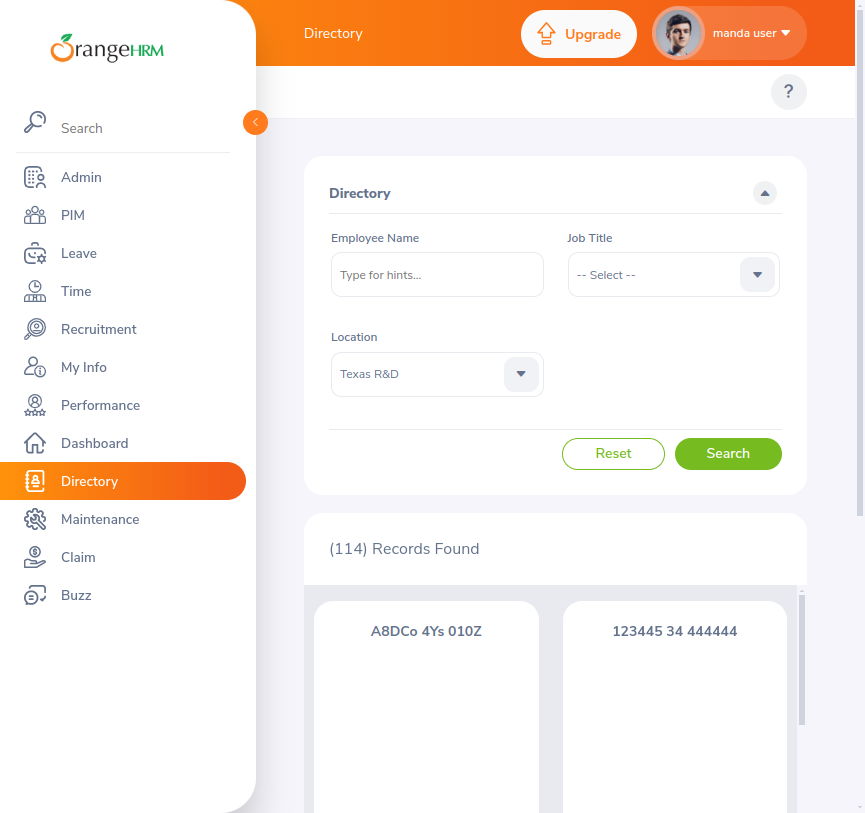 OrangeHRM
Directory
Upgrade
manda user
?
Search
Admin
PIM
Leave
Time
Recruitment
My Info
Performance
Dashboard
Directory
Maintenance
Claim
Buzz
Directory
Employee Name
Job Title
Type for hints...
-- Select --
Location
Texas R&D
Reset
Search
(114) Records Found
A8DCo 4Ys 010Z
123445 34 444444